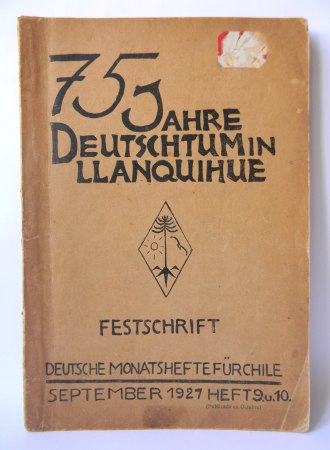 75 JAHRE
DEUTSCHTUM IN
LLANQUIHUE
FESTSCHRIFT
DEUTSCHE MONATSHEFTE FÜR CHILE
SEPTEMBER 1927 HEFT 9 u. 10.